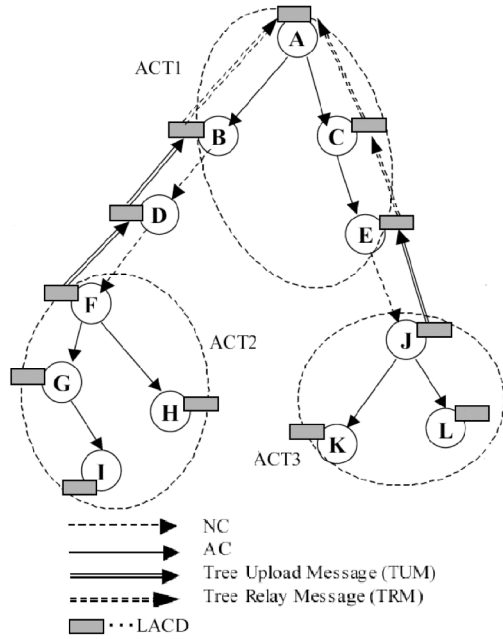 A
ACT1
B
C
D
E
F
ACT2
J
G
H
L
K
I
ACT3
NC
AC
Tree Upload Message (TUM)
Tree Relay Message (TRM)
···LACD